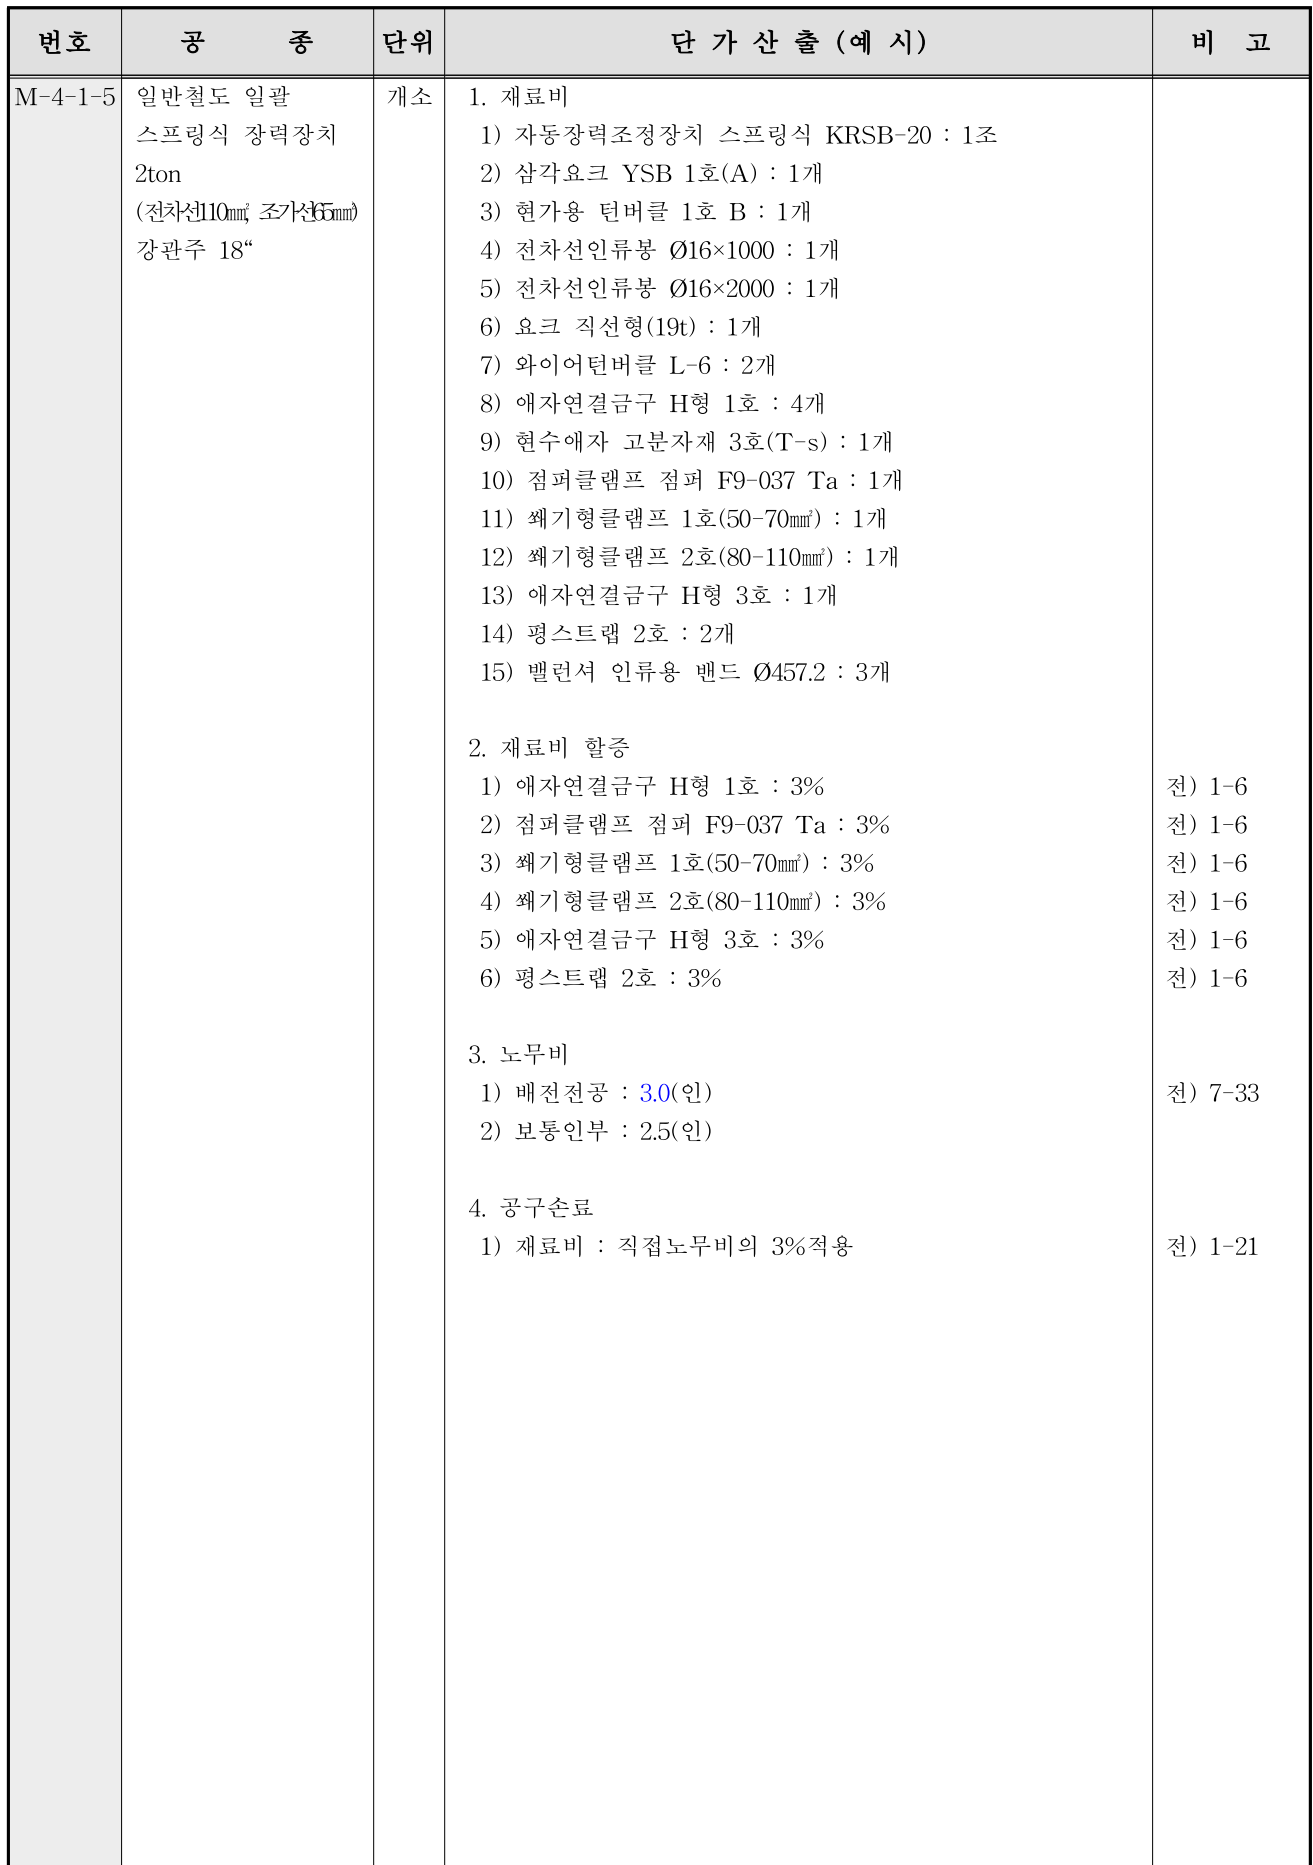 번호 공 종 단위 단 가 산 출 (예 시) 비 고
M-4-1-5 일반철도 일괄 개소 1. 재료비
스프링식 장력장치 1) 자동장력조정장치 스프링식 KRSB-20 : 1조
2ton 2) 삼각요크 YSB 1호(A) : 1개
(전차선110㎟, 조가선65㎟) 3) 현가용 턴버클 1호 B : 1개
강관주 18“ 4) 전차선인류봉 Ø16×1000 : 1개
5) 전차선인류봉 Ø16×2000 : 1개
6) 요크 직선형(19t) : 1개
7) 와이어턴버클 L-6 : 2개
8) 애자연결금구 H형 1호 : 4개
9) 현수애자 고분자재 3호(T-s) : 1개
10) 점퍼클램프 점퍼 F9-037 Ta : 1개
11) 쐐기형클램프 1호(50-70㎟) : 1개
12) 쐐기형클램프 2호(80-110㎟) : 1개
13) 애자연결금구 H형 3호 : 1개
14) 평스트랩 2호 : 2개
15) 밸런셔 인류용 밴드 Ø457.2 : 3개
2. 재료비 할증
1) 애자연결금구 H형 1호 : 3% 전) 1-6
2) 점퍼클램프 점퍼 F9-037 Ta : 3% 전) 1-6
3) 쐐기형클램프 1호(50-70㎟) : 3% 전) 1-6
4) 쐐기형클램프 2호(80-110㎟) : 3% 전) 1-6
5) 애자연결금구 H형 3호 : 3% 전) 1-6
6) 평스트랩 2호 : 3% 전) 1-6
3. 노무비
1) 배전전공 : 3.0(인) 전) 7-33
2) 보통인부 : 2.5(인)
4. 공구손료
1) 재료비 : 직접노무비의 3%적용 전) 1-21